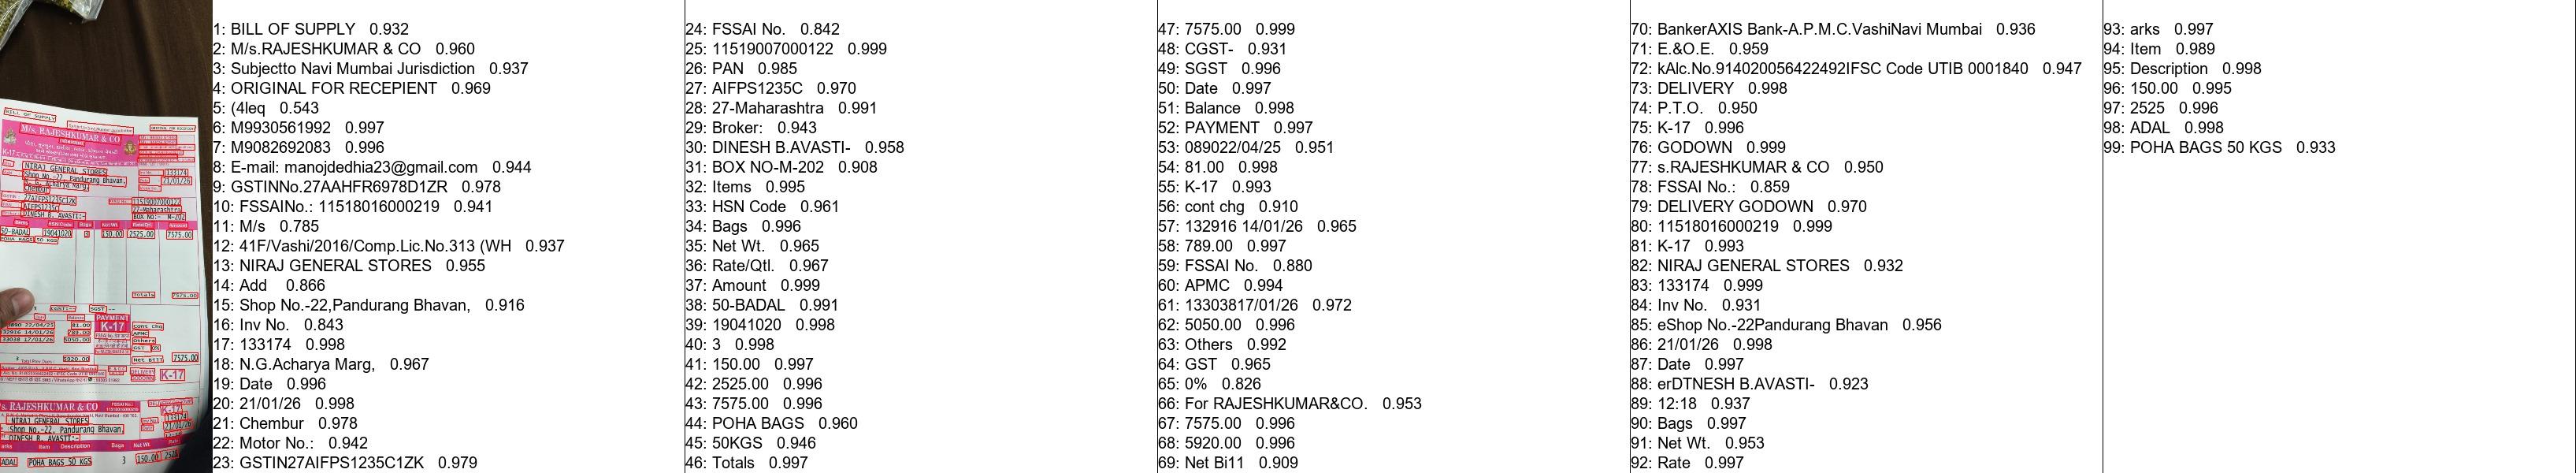 1: BILL OF SUPPLY 0.932
2: M/s.RAJESHKUMAR & CO 0.960
3: Subjectto Navi Mumbai Jurisdiction 0.937
4: ORIGINAL FOR RECEPIENT 0.969
5: (4leq 0.543
6: M9930561992 0.997
7: M9082692083 0.996
8: E-mail: manojdedhia23@gmail.com 0.944
9: GSTINNo.27AAHFR6978D1ZR 0.978
10: FSSAINo.: 11518016000219 0.941
11: M/s 0.785
12: 41F/Vashi/2016/Comp.Lic.No.313 (WH 0.937
13: NIRAJ GENERAL STORES 0.955
14: Add 0.866
15: Shop No.-22,Pandurang Bhavan, 0.916
16: Inv No. 0.843
17: 133174 0.998
18: N.G.Acharya Marg, 0.967
19: Date 0.996
20: 21/01/26 0.998
21: Chembur 0.978
22: Motor No.: 0.942
23: GSTIN27AIFPS1235C1ZK 0.979
24: FSSAI No. 0.842
25: 11519007000122 0.999
26: PAN 0.985
27: AIFPS1235C 0.970
28: 27-Maharashtra 0.991
29: Broker: 0.943
30: DINESH B.AVASTI- 0.958
31: BOX NO-M-202 0.908
32: Items 0.995
33: HSN Code 0.961
34: Bags 0.996
35: Net Wt. 0.965
36: Rate/Qtl. 0.967
37: Amount 0.999
38: 50-BADAL 0.991
39: 19041020 0.998
40: 3 0.998
41: 150.00 0.997
42: 2525.00 0.996
43: 7575.00 0.996
44: POHA BAGS 0.960
45: 50KGS 0.946
46: Totals 0.997
47: 7575.00 0.999
48: CGST- 0.931
49: SGST 0.996
50: Date 0.997
51: Balance 0.998
52: PAYMENT 0.997
53: 089022/04/25 0.951
54: 81.00 0.998
55: K-17 0.993
56: cont chg 0.910
57: 132916 14/01/26 0.965
58: 789.00 0.997
59: FSSAI No. 0.880
60: APMC 0.994
61: 13303817/01/26 0.972
62: 5050.00 0.996
63: Others 0.992
64: GST 0.965
65: 0% 0.826
66: For RAJESHKUMAR&CO. 0.953
67: 7575.00 0.996
68: 5920.00 0.996
69: Net Bi11 0.909
70: BankerAXIS Bank-A.P.M.C.VashiNavi Mumbai 0.936
71: E.&O.E. 0.959
72: kAlc.No.914020056422492IFSC Code UTIB 0001840 0.947
73: DELIVERY 0.998
74: P.T.O. 0.950
75: K-17 0.996
76: GODOWN 0.999
77: s.RAJESHKUMAR & CO 0.950
78: FSSAI No.: 0.859
79: DELIVERY GODOWN 0.970
80: 11518016000219 0.999
81: K-17 0.993
82: NIRAJ GENERAL STORES 0.932
83: 133174 0.999
84: Inv No. 0.931
85: eShop No.-22Pandurang Bhavan 0.956
86: 21/01/26 0.998
87: Date 0.997
88: erDTNESH B.AVASTI- 0.923
89: 12:18 0.937
90: Bags 0.997
91: Net Wt. 0.953
92: Rate 0.997
93: arks 0.997
94: Item 0.989
95: Description 0.998
96: 150.00 0.995
97: 2525 0.996
98: ADAL 0.998
99: POHA BAGS 50 KGS 0.933